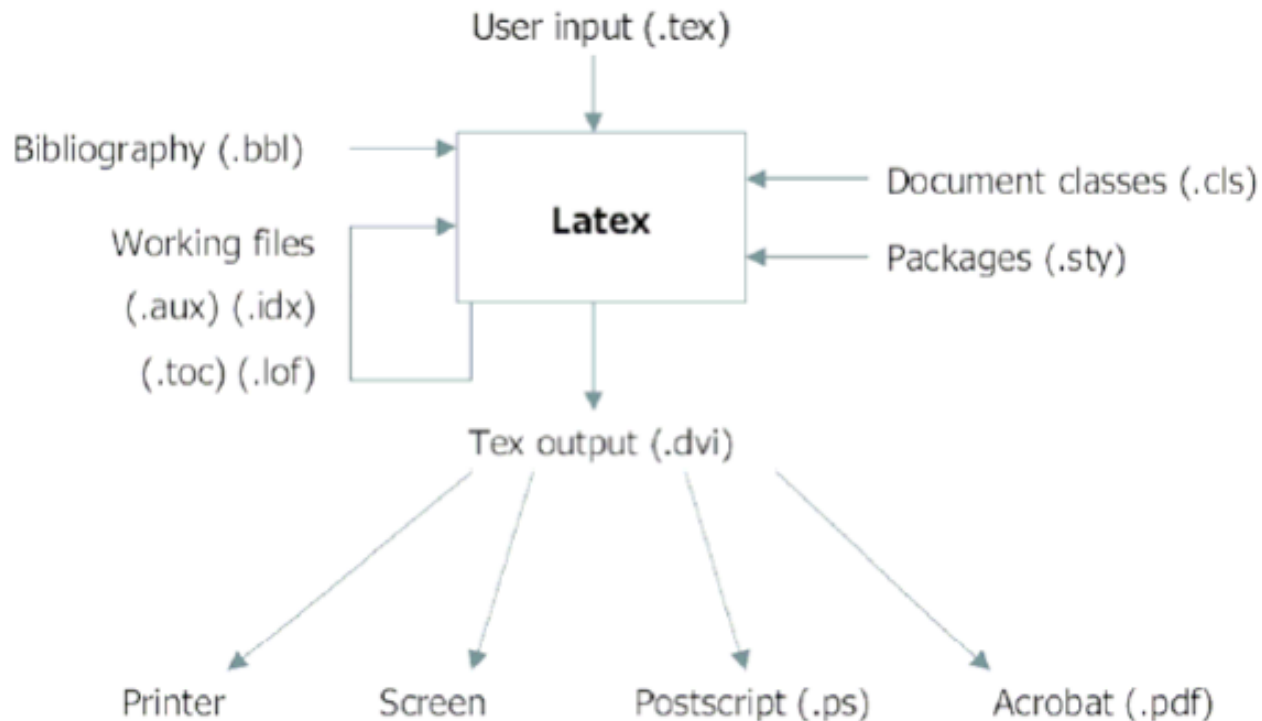 User input (.tex)
Bibliography (.bbl)
Document classes (.cls)
Latex
Working files
Packages (.sty)
(.aux) (.idx)
(.toc) (.lof)
Tex output (.dvi)
Printer
Screen
Postscript (.ps)
Acrobat (.pdf)